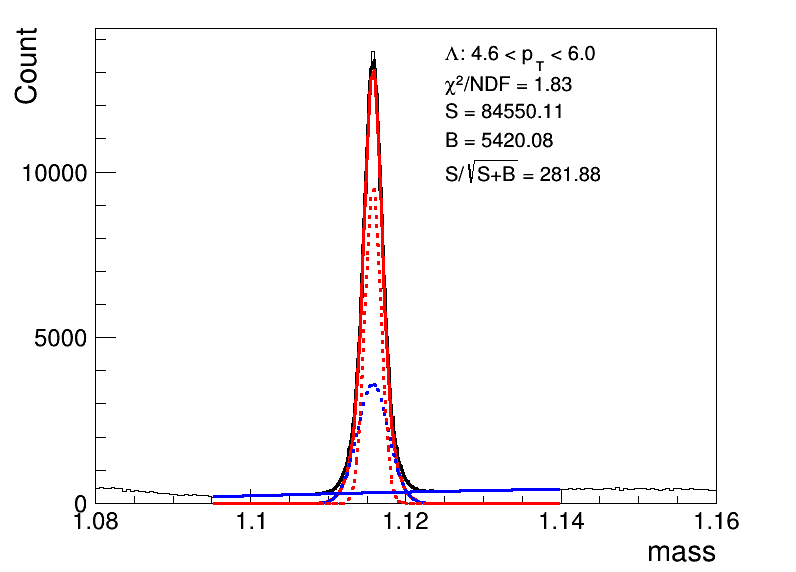 Count
Λ: 4.6 < p_T < 6.0
χ²/NDF = 1.83
S = 84550.11
B = 5420.08
S/√S+B = 281.88
10000
5000
0
1.08
1.1
1.12
1.14
1.16
mass